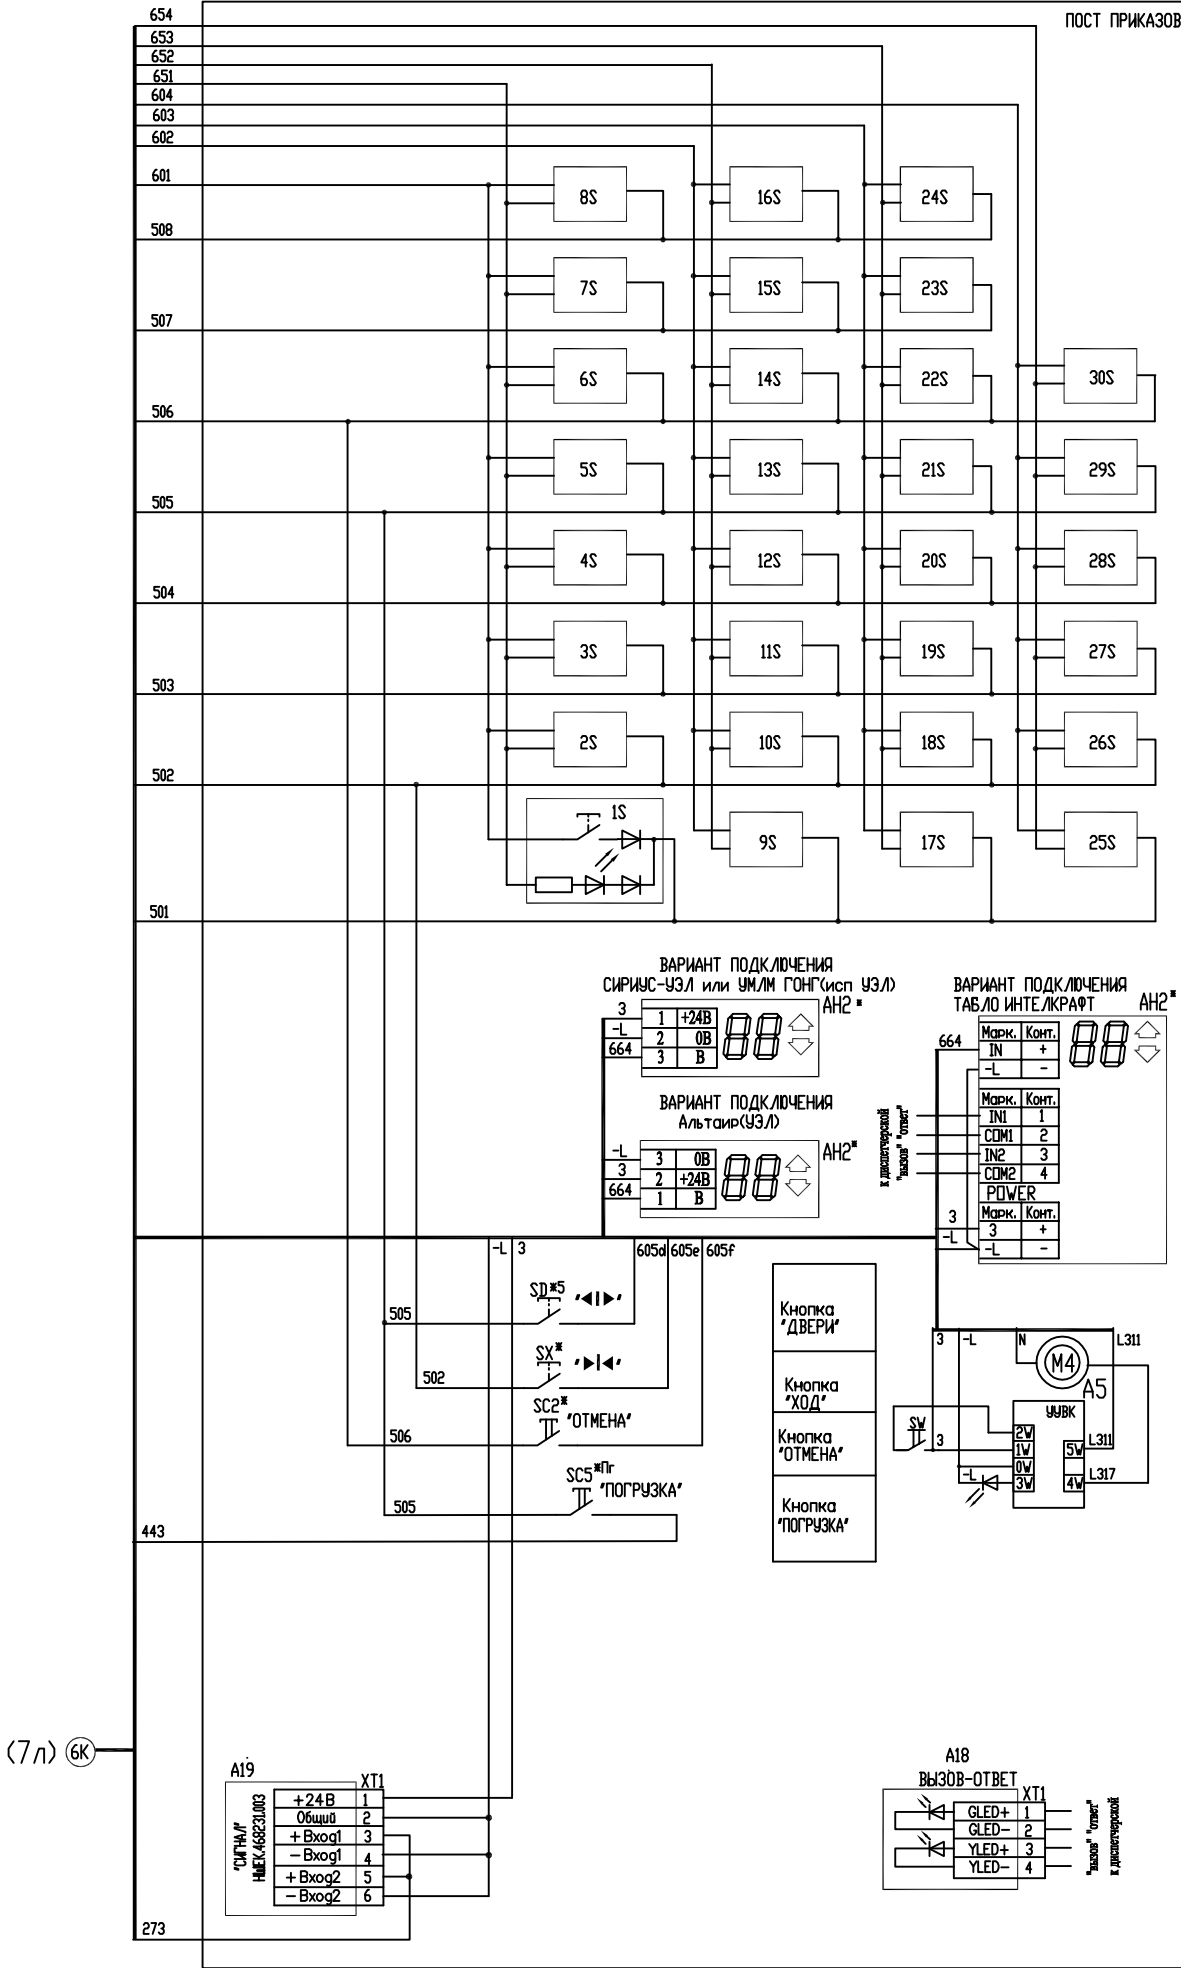 654
ПОСТ ПРИКАЗОВ
653
652
651
604
603
602
601
8S 16S 24S
508
7S 15S 23S
507
6S 14S 22S 30S
506
5S 13S 21S 29S
505
4S 12S 20S 28S
504
3S 11S 19S 27S
503
2S 10S 18S 26S
502
1S
9S 17S 25S
501
ВАРИАНТ ПОДКЛЮЧЕНИЯ
СИРИУС-УЭЛ или УМЛМ ГОНГ(исп УЭЛ)
AH2*
3 1 +24В
-L 2 0В
664 3 В
88
ВАРИАНТ ПОДКЛЮЧЕНИЯ
Альтаир(УЭЛ)
AH2*
-L 3 0В
3 2 +24В
664 1 В
88
ВАРИАНТ ПОДКЛЮЧЕНИЯ
ТАБЛО ИНТЕЛКРАФТ
AH2*
Марк. Конт.
664 IN +
-L -
88
Марк. Конт.
IN1 1
COM1 2
IN2 3
COM2 4
к диспетчерской
"вызов" "ответ"
POWER
Марк. Конт.
3 3 +
-L -L -
-L 3
605d 605e 605f
505 SD*5 "◄|►"
502 SX* "►|◄"
506 SC2* "ОТМЕНА"
505 SC5*Пг "ПОГРУЗКА"
443
Кнопка
"ДВЕРИ"
Кнопка
"ХОД"
Кнопка
"ОТМЕНА"
Кнопка
"ПОГРУЗКА"
3 -L N L311
M4
A5
УУВК
SW
2W
3 1W 5W L311
0W
-L 3W 4W L317
(7л) 6К
A19
XT1
"СИГНАЛ"
НШЕК.468231.003
+24В 1
Общий 2
+Вход1 3
-Вход1 4
+Вход2 5
-Вход2 6
273
A18
ВЫЗОВ-ОТВЕТ
XT1
GLED+ 1
GLED- 2
YLED+ 3
YLED- 4
"вызов" "ответ"
к диспетчерской